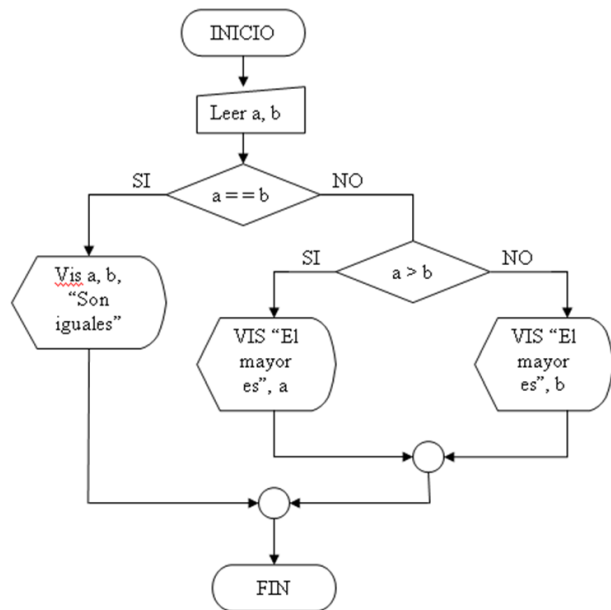 INICIO
Leer a, b
SI
NO
a == b
Vis a, b,
“Son
iguales”
SI
NO
a > b
VIS “El
mayor
es”, a
VIS “El
mayor
es”, b
FIN